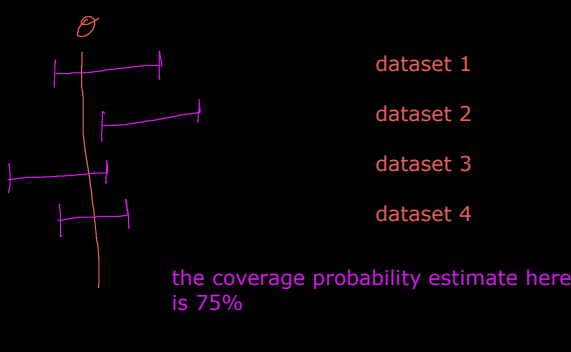 θ
dataset 1
dataset 2
dataset 3
dataset 4
the coverage probability estimate here
is 75%